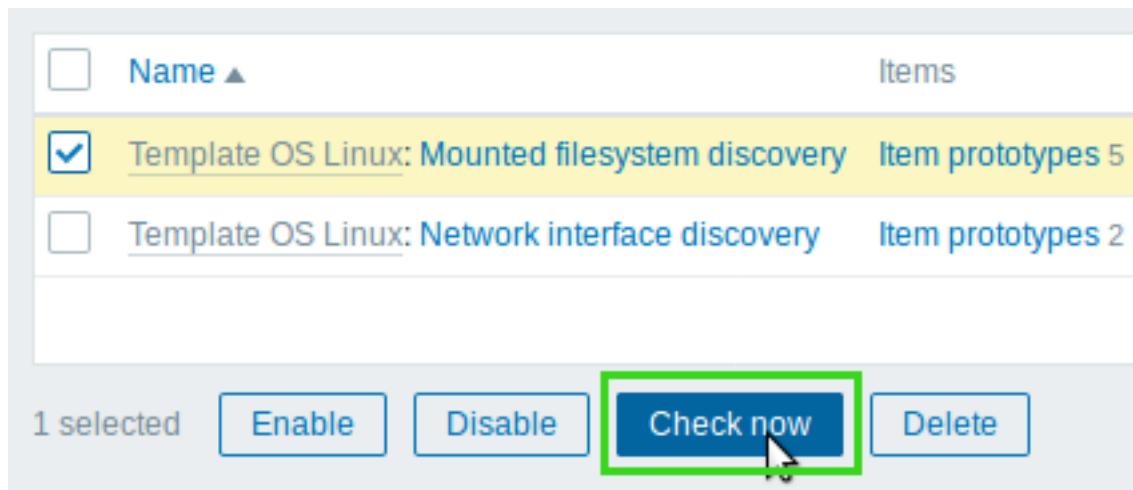 Name ▲ Items
Template OS Linux: Mounted filesystem discovery Item prototypes 5
Template OS Linux: Network interface discovery Item prototypes 2
1 selected Enable Disable Check now Delete